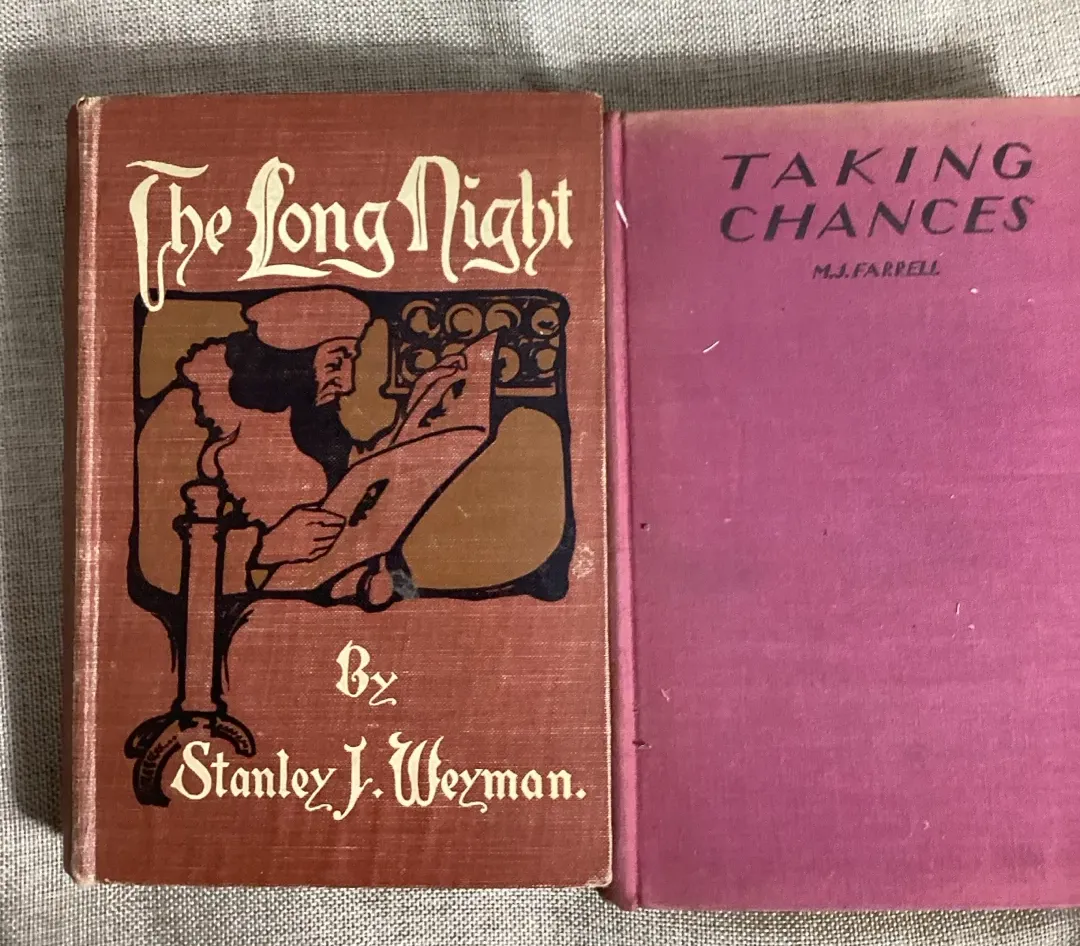 The Long Night
By
Stanley J. Weyman.
TAKING
CHANCES
M.J. FARRELL